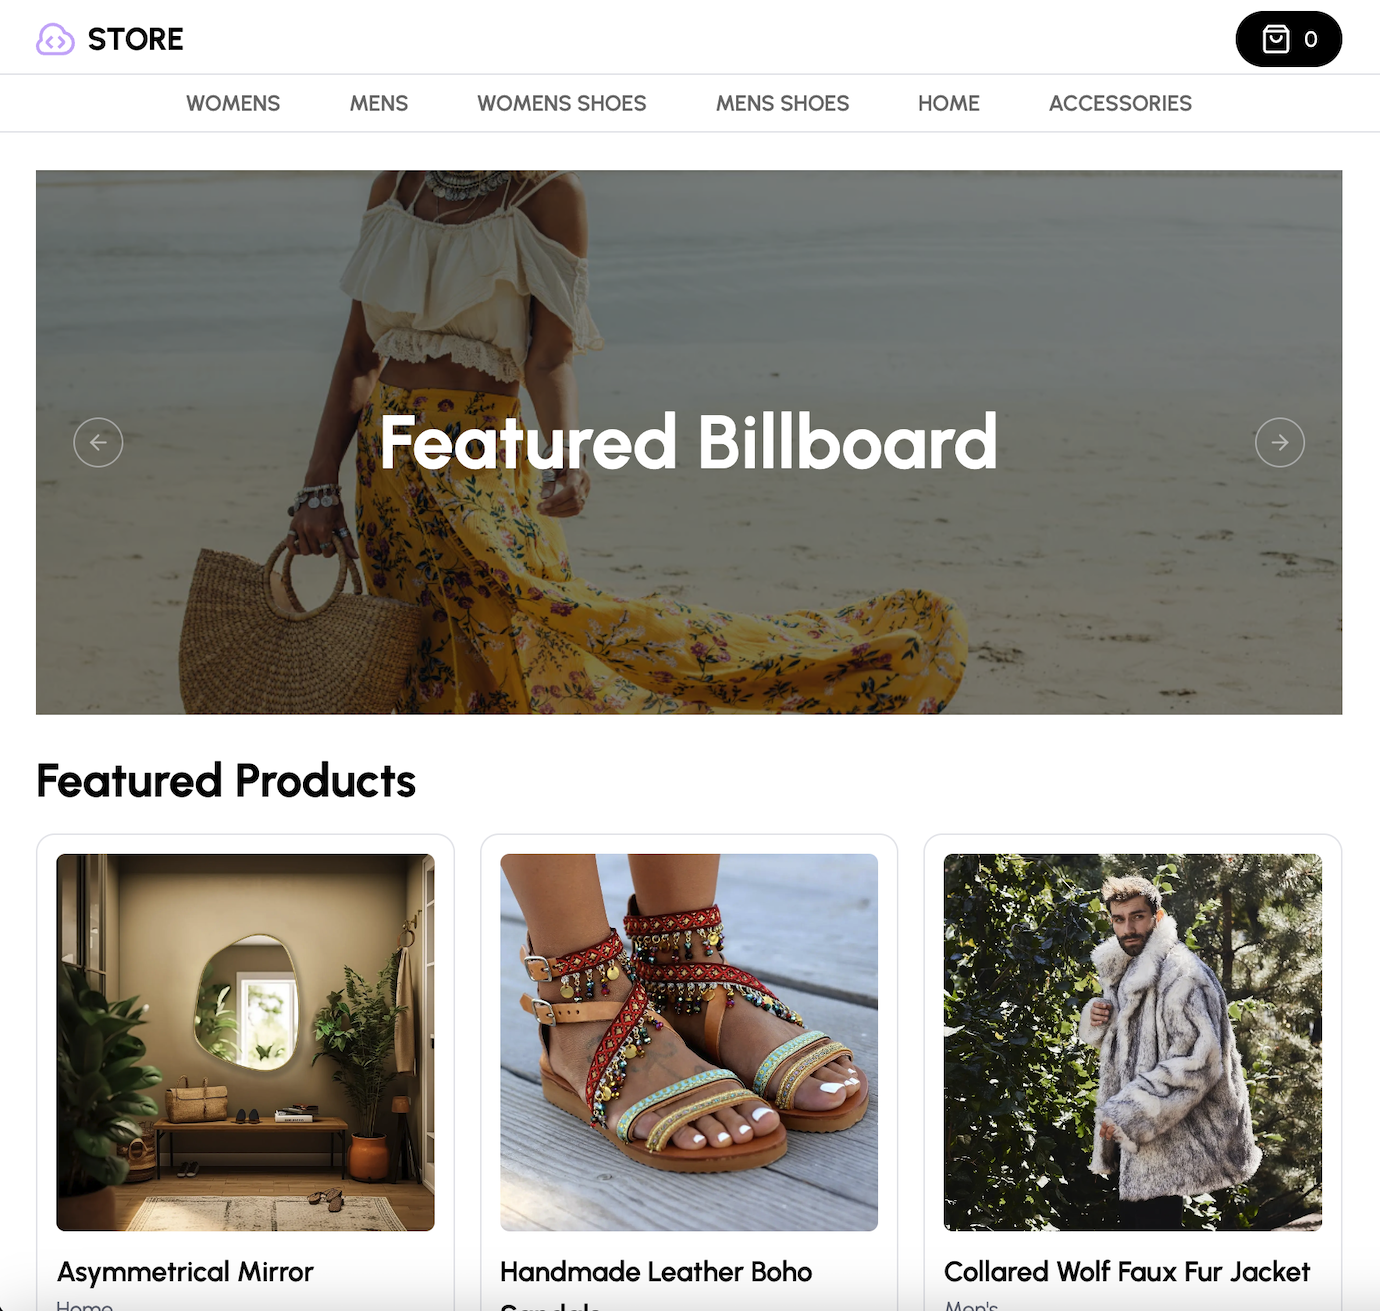 STORE
0
WOMENS
MENS
WOMENS SHOES
MENS SHOES
HOME
ACCESSORIES
Featured Billboard
Featured Products
Asymmetrical Mirror
Handmade Leather Boho
Sandals
Collared Wolf Faux Fur Jacket
Home
Men's